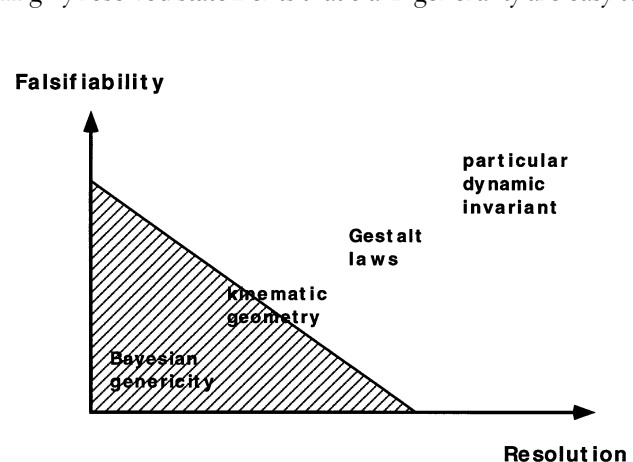 Falsifiability
particular
dynamic
invariant
Gestalt
laws
kinematic
geometry
Bayesian
genericity
Resolution